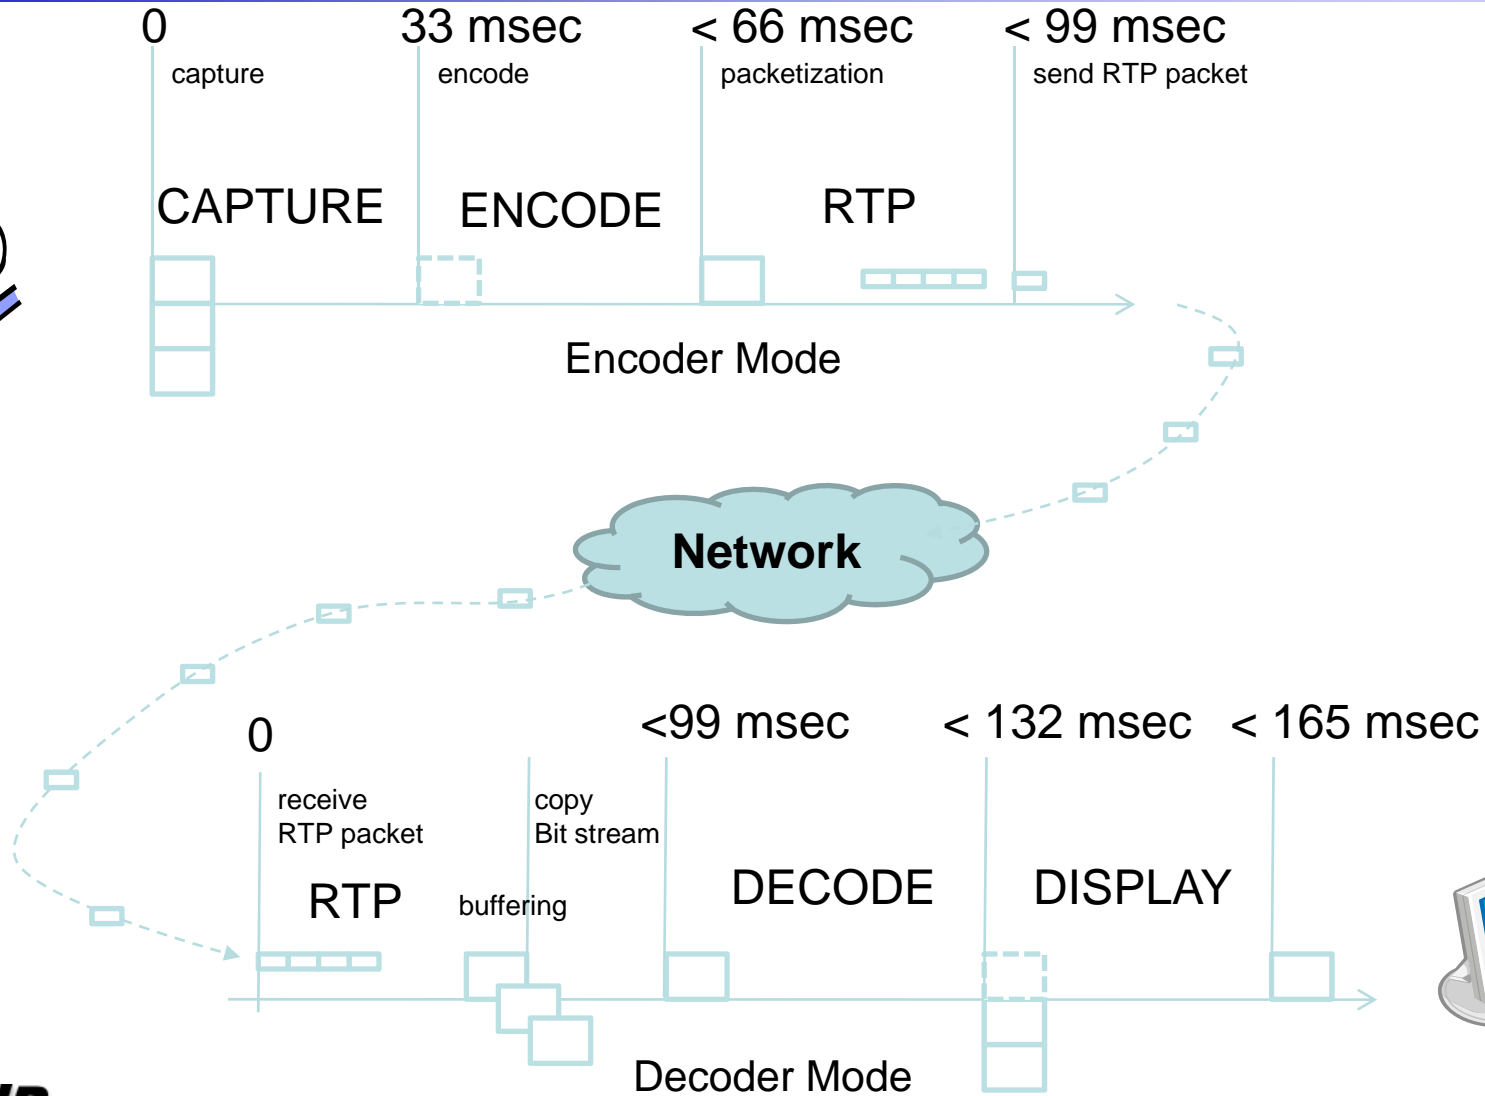 0
33 msec
< 66 msec
< 99 msec
capture
encode
packetization
send RTP packet
CAPTURE
ENCODE
RTP
Encoder Mode
Network
0
<99 msec
< 132 msec
< 165 msec
receive
RTP packet
copy
Bit stream
RTP
buffering
DECODE
DISPLAY
Decoder Mode